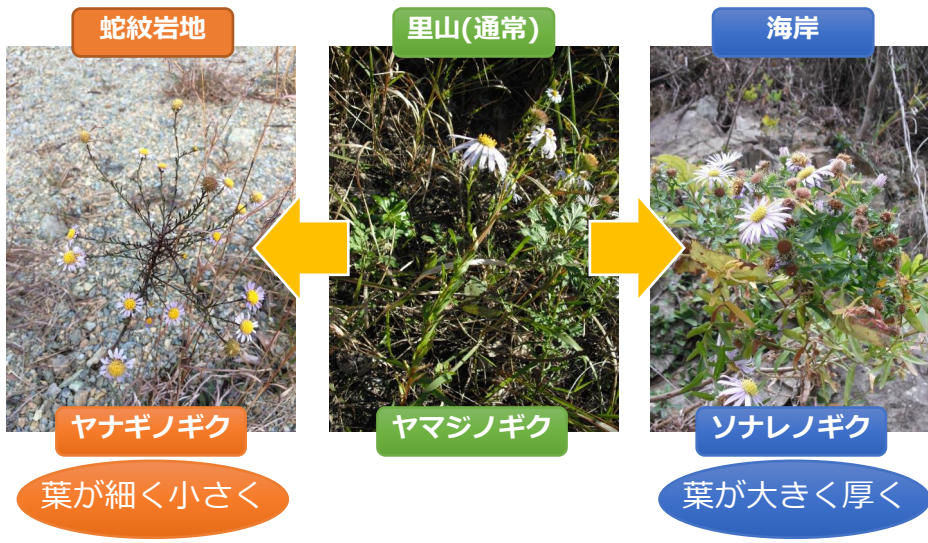 蛇紋岩地
里山(通常)
海岸
ヤナギノギク
ヤマジノギク
ソナレノギク
葉が細く小さく
葉が大きく厚く